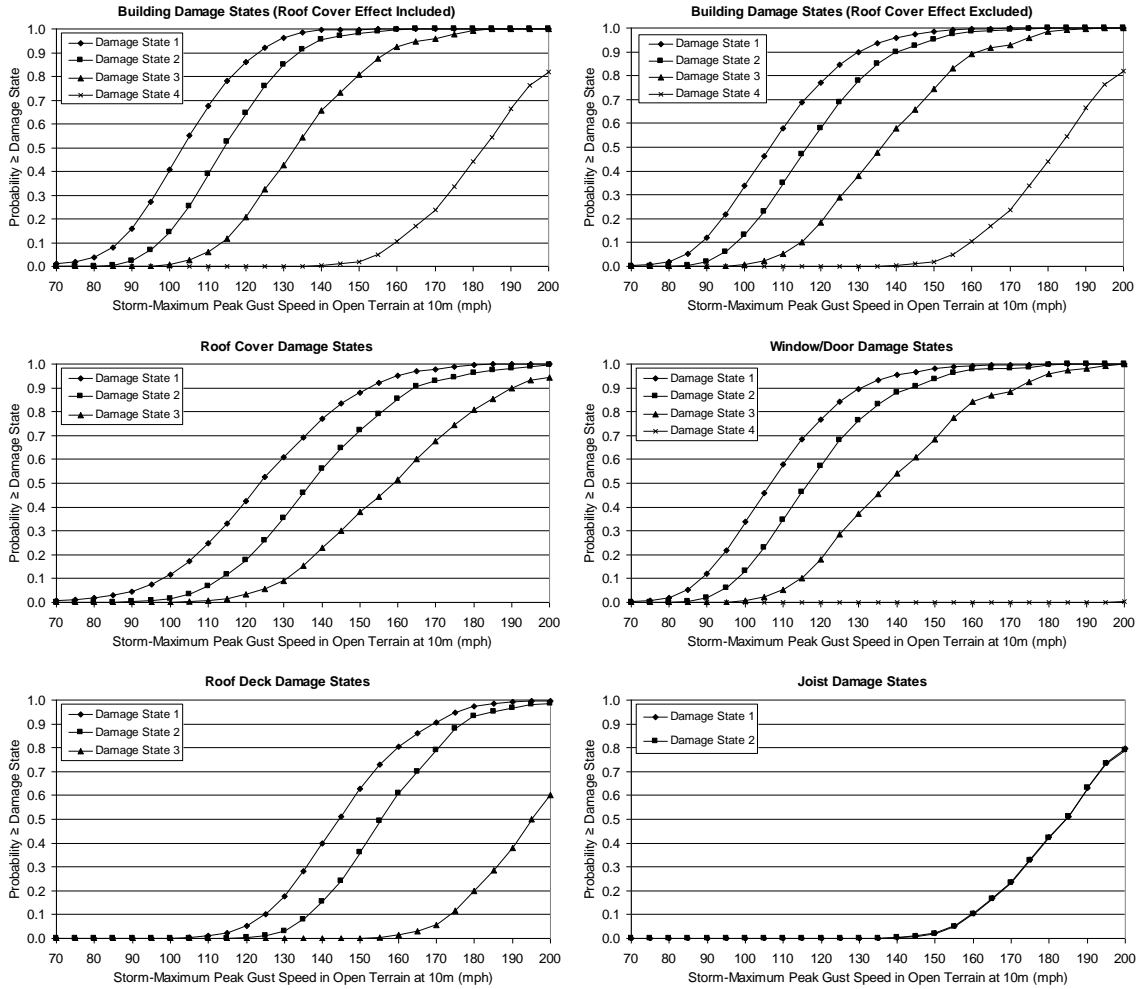 Building Damage States (Roof Cover Effect Included)
Probability ≥ Damage State
1.0
0.9
0.8
0.7
0.6
0.5
0.4
0.3
0.2
0.1
0.0
Damage State 1
Damage State 2
Damage State 3
Damage State 4
70 80 90 100 110 120 130 140 150 160 170 180 190 200
Storm-Maximum Peak Gust Speed in Open Terrain at 10m (mph)
Building Damage States (Roof Cover Effect Excluded)
Probability ≥ Damage State
1.0
0.9
0.8
0.7
0.6
0.5
0.4
0.3
0.2
0.1
0.0
Damage State 1
Damage State 2
Damage State 3
Damage State 4
70 80 90 100 110 120 130 140 150 160 170 180 190 200
Storm-Maximum Peak Gust Speed in Open Terrain at 10m (mph)
Roof Cover Damage States
Probability ≥ Damage State
1.0
0.9
0.8
0.7
0.6
0.5
0.4
0.3
0.2
0.1
0.0
Damage State 1
Damage State 2
Damage State 3
70 80 90 100 110 120 130 140 150 160 170 180 190 200
Storm-Maximum Peak Gust Speed in Open Terrain at 10m (mph)
Window/Door Damage States
Probability ≥ Damage State
1.0
0.9
0.8
0.7
0.6
0.5
0.4
0.3
0.2
0.1
0.0
Damage State 1
Damage State 2
Damage State 3
Damage State 4
70 80 90 100 110 120 130 140 150 160 170 180 190 200
Storm-Maximum Peak Gust Speed in Open Terrain at 10m (mph)
Roof Deck Damage States
Probability ≥ Damage State
1.0
0.9
0.8
0.7
0.6
0.5
0.4
0.3
0.2
0.1
0.0
Damage State 1
Damage State 2
Damage State 3
70 80 90 100 110 120 130 140 150 160 170 180 190 200
Storm-Maximum Peak Gust Speed in Open Terrain at 10m (mph)
Joist Damage States
Probability ≥ Damage State
1.0
0.9
0.8
0.7
0.6
0.5
0.4
0.3
0.2
0.1
0.0
Damage State 1
Damage State 2
70 80 90 100 110 120 130 140 150 160 170 180 190 200
Storm-Maximum Peak Gust Speed in Open Terrain at 10m (mph)